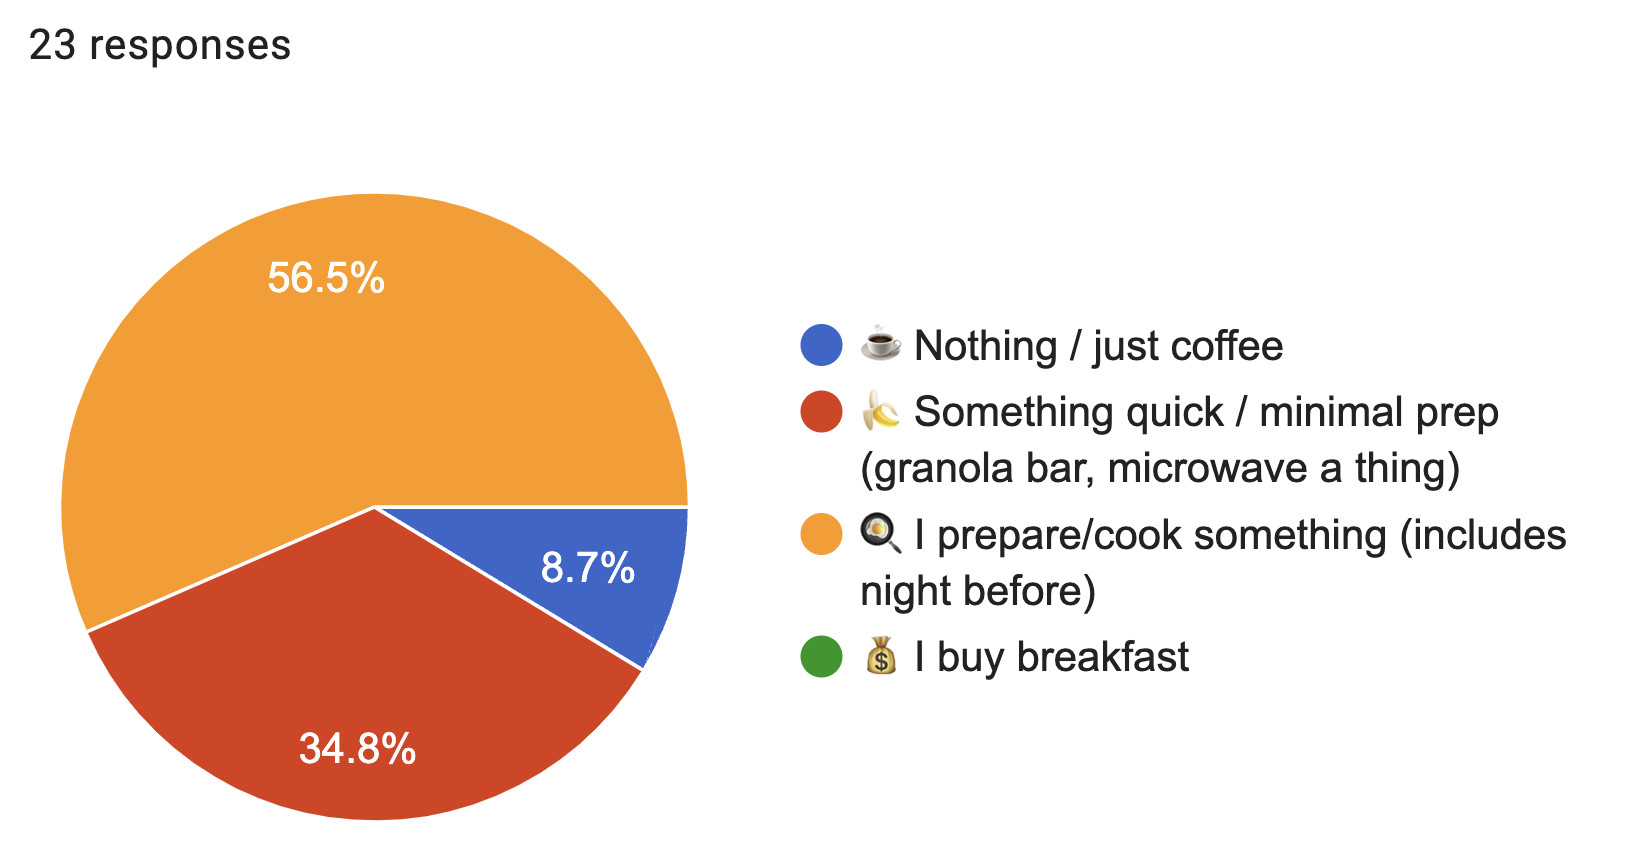 23 responses
56.5%
8.7%
34.8%
☕ Nothing / just coffee
🍌 Something quick / minimal prep
(granola bar, microwave a thing)
🍳 I prepare/cook something (includes
night before)
💰 I buy breakfast